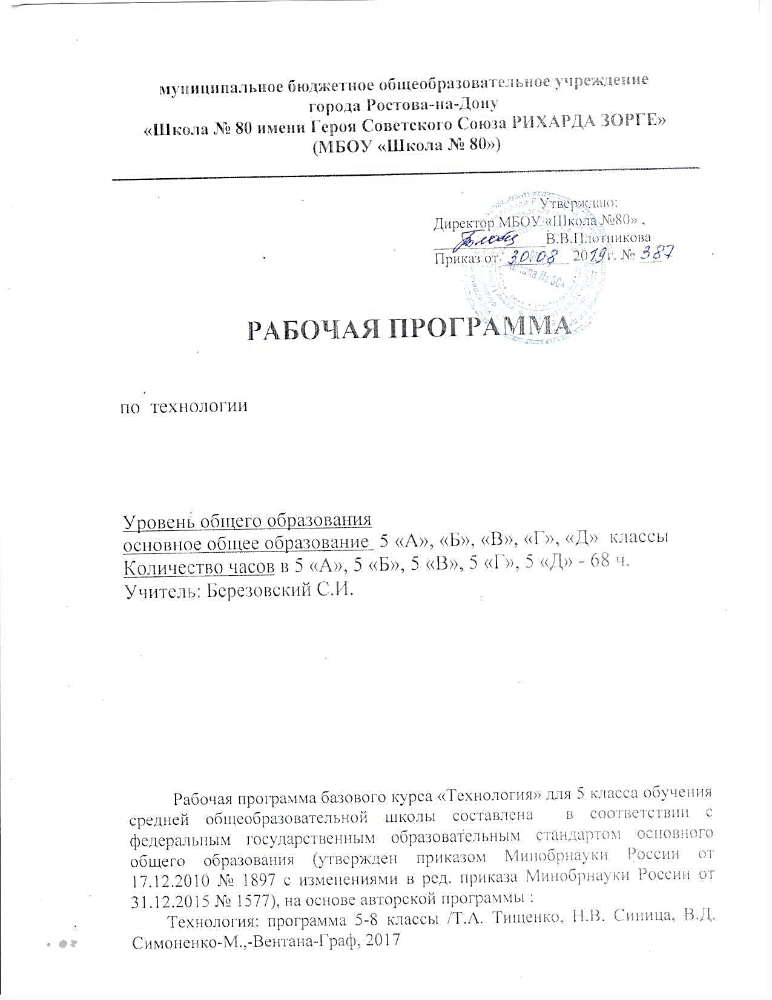 муниципальное бюджетное общеобразовательное учреждение
города Ростова-на-Дону
«Школа № 80 имени Героя Советского Союза РИХАРДА ЗОРГЕ»
(МБОУ «Школа № 80»)
Утверждаю:
Директор МБОУ «Школа №80»
В.В.Плотникова
Приказ от 30.08 2019 г. № 387
РАБОЧАЯ ПРОГРАММА
по технологии
Уровень общего образования
основное общее образование 5 «А», «Б», «В», «Г», «Д» классы
Количество часов в 5 «А», 5 «Б», 5 «В», 5 «Г», 5 «Д» - 68 ч.
Учитель: Березовский С.И.
Рабочая программа базового курса «Технология» для 5 класса обучения
средней общеобразовательной школы составлена в соответствии с
федеральным государственным образовательным стандартом основного
общего образования (утвержден приказом Минобрнауки России от
17.12.2010 № 1897 с изменениями в ред. приказа Минобрнауки России от
31.12.2015 № 1577), на основе авторской программы :
Технология: программа 5-8 классы /Т.А. Тищенко, Н.В. Синица, В.Д.
Симоненко-М.,-Вентана-Граф, 2017